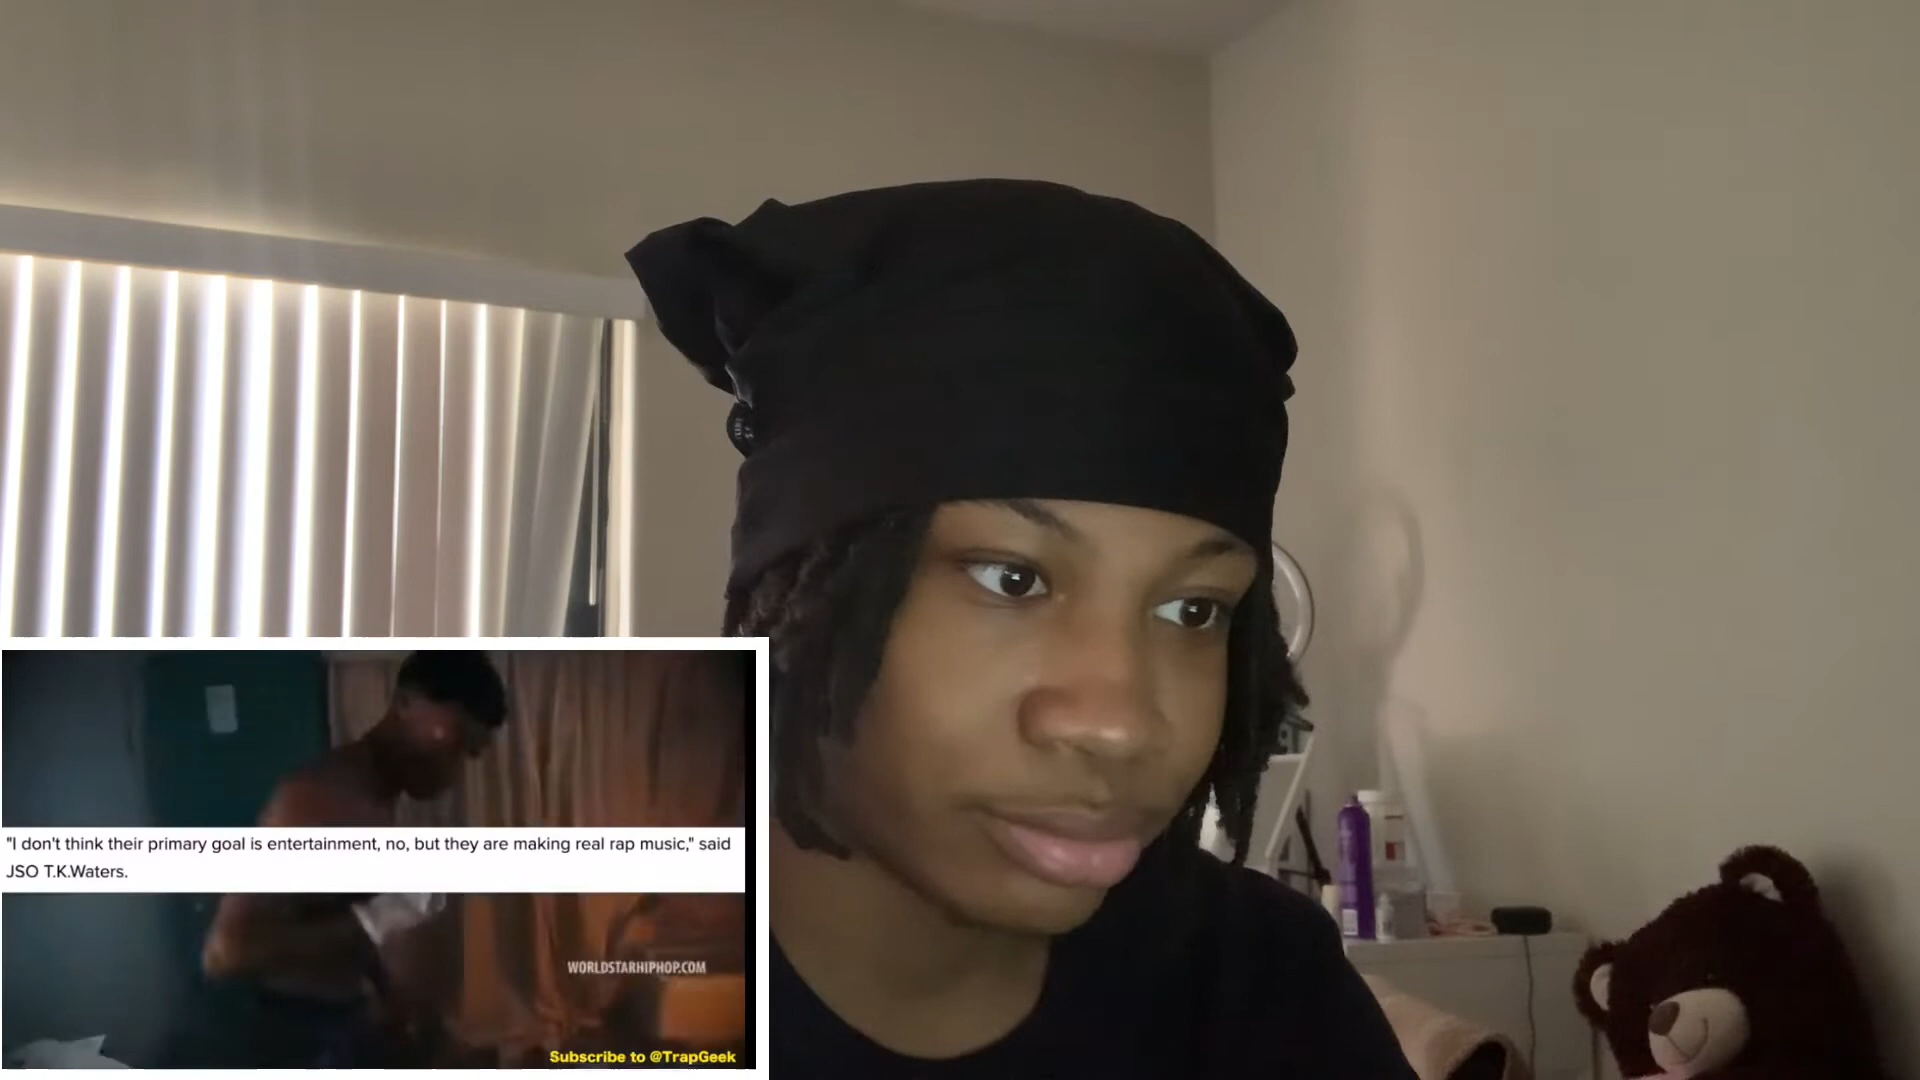 "I don't think their primary goal is entertainment, no, but they are making real rap music," said
JSO T.K.Waters.
WORLDSTARHIPHOP.COM
Subscribe to @TrapGeek